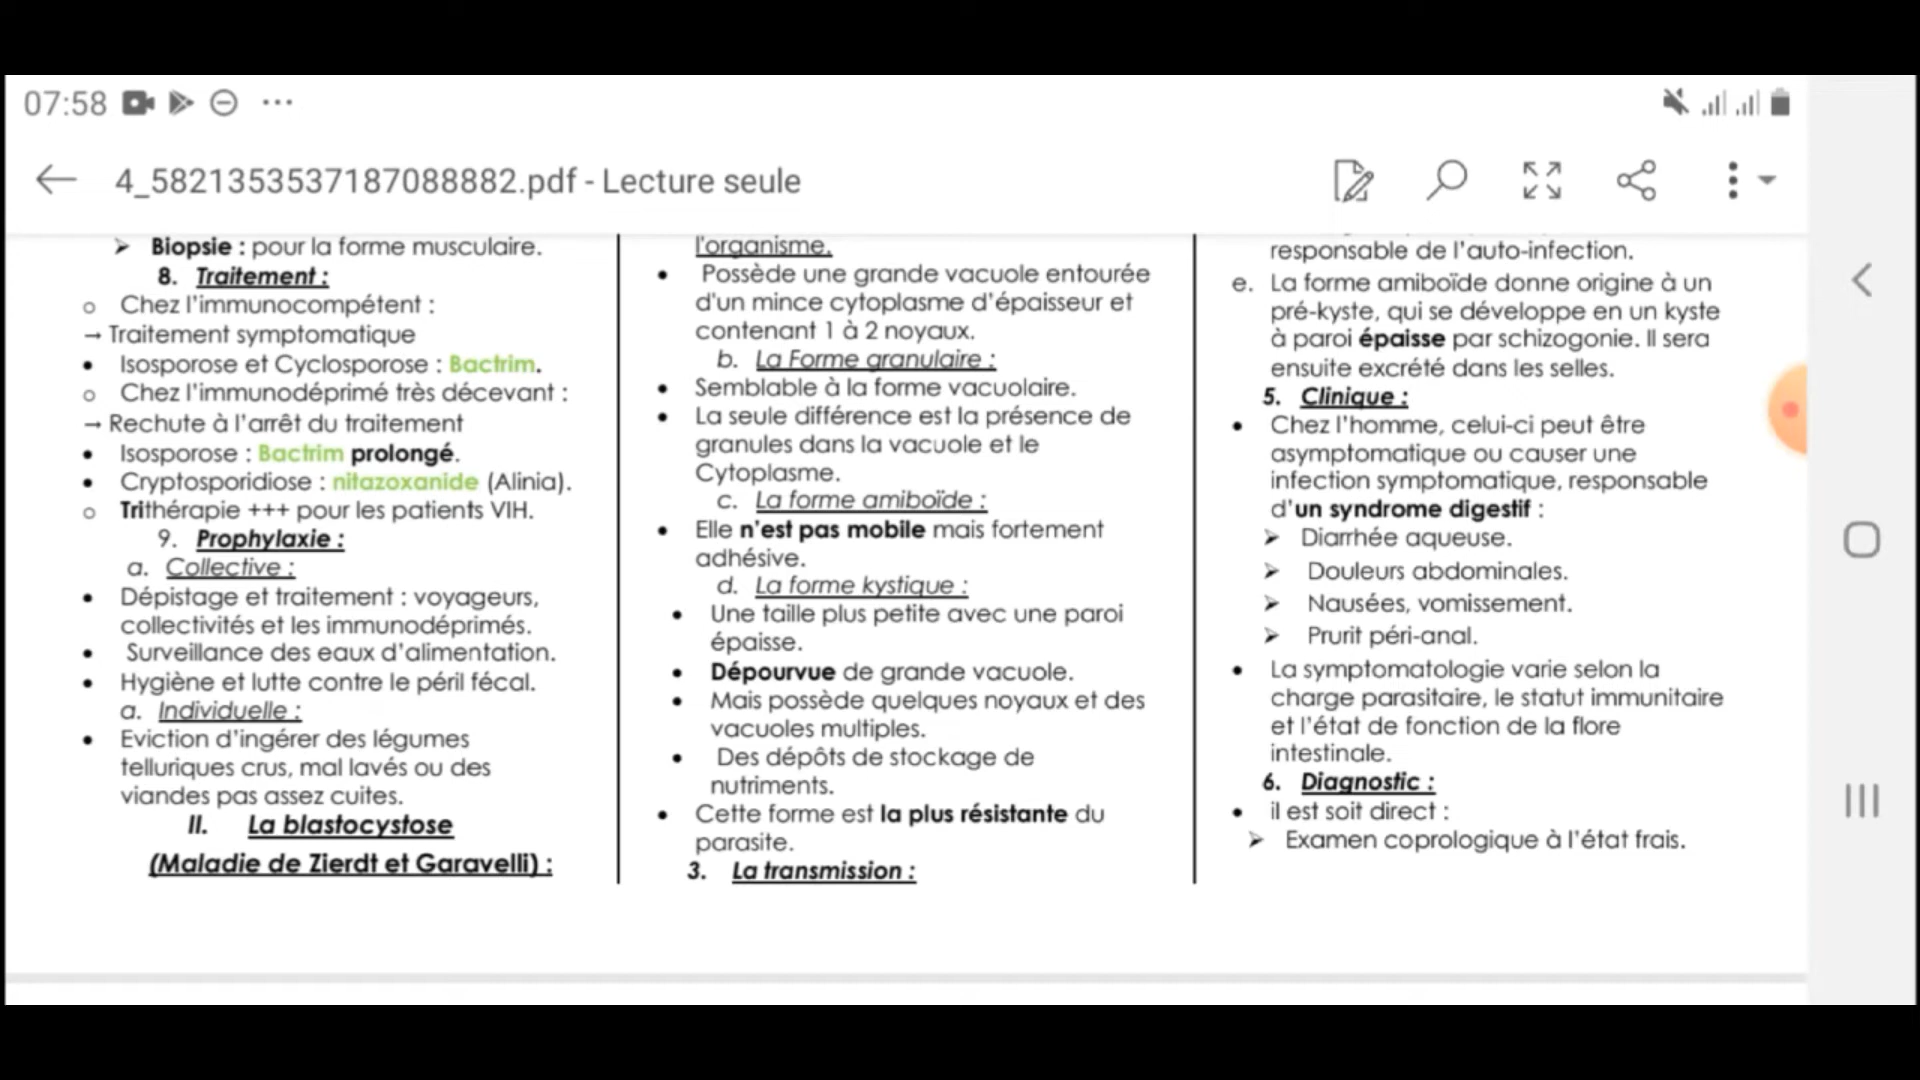 07:58
4_5821353537187088882.pdf - Lecture seule
➢ Biopsie : pour la forme musculaire.
8. Traitement :
o Chez l'immunocompétent :
→ Traitement symptomatique
• Isosporose et Cyclosporose : Bactrim.
o Chez l'immunodéprimé très décevant :
→ Rechute à l'arrêt du traitement
• Isosporose : Bactrim prolongé.
• Cryptosporidiose : nitazoxanide (Alinia).
o Trithérapie +++ pour les patients VIH.
9. Prophylaxie :
a. Collective :
• Dépistage et traitement : voyageurs,
collectivités et les immunodéprimés.
• Surveillance des eaux d'alimentation.
• Hygiène et lutte contre le péril fécal.
a. Individuelle :
• Eviction d'ingérer des légumes
telluriques crus, mal lavés ou des
viandes pas assez cuites.
II. La blastocystose
(Maladie de Zierdt et Garavelli) :
l'organisme.
• Possède une grande vacuole entourée
d'un mince cytoplasme d'épaisseur et
contenant 1 à 2 noyaux.
b. La Forme granulaire :
• Semblable à la forme vacuolaire.
• La seule différence est la présence de
granules dans la vacuole et le
Cytoplasme.
c. La forme amiboïde :
• Elle n'est pas mobile mais fortement
adhésive.
d. La forme kystique :
• Une taille plus petite avec une paroi
épaisse.
• Dépourvue de grande vacuole.
• Mais possède quelques noyaux et des
vacuoles multiples.
• Des dépôts de stockage de
nutriments.
• Cette forme est la plus résistante du
parasite.
3. La transmission :
responsable de l'auto-infection.
e. La forme amiboïde donne origine à un
pré-kyste, qui se développe en un kyste
à paroi épaisse par schizogonie. Il sera
ensuite excrété dans les selles.
5. Clinique :
• Chez l'homme, celui-ci peut être
asymptomatique ou causer une
infection symptomatique, responsable
d'un syndrome digestif :
➢ Diarrhée aqueuse.
➢ Douleurs abdominales.
➢ Nausées, vomissement.
➢ Prurit péri-anal.
• La symptomatologie varie selon la
charge parasitaire, le statut immunitaire
et l'état de fonction de la flore
intestinale.
6. Diagnostic :
• il est soit direct :
➢ Examen coprologique à l'état frais.